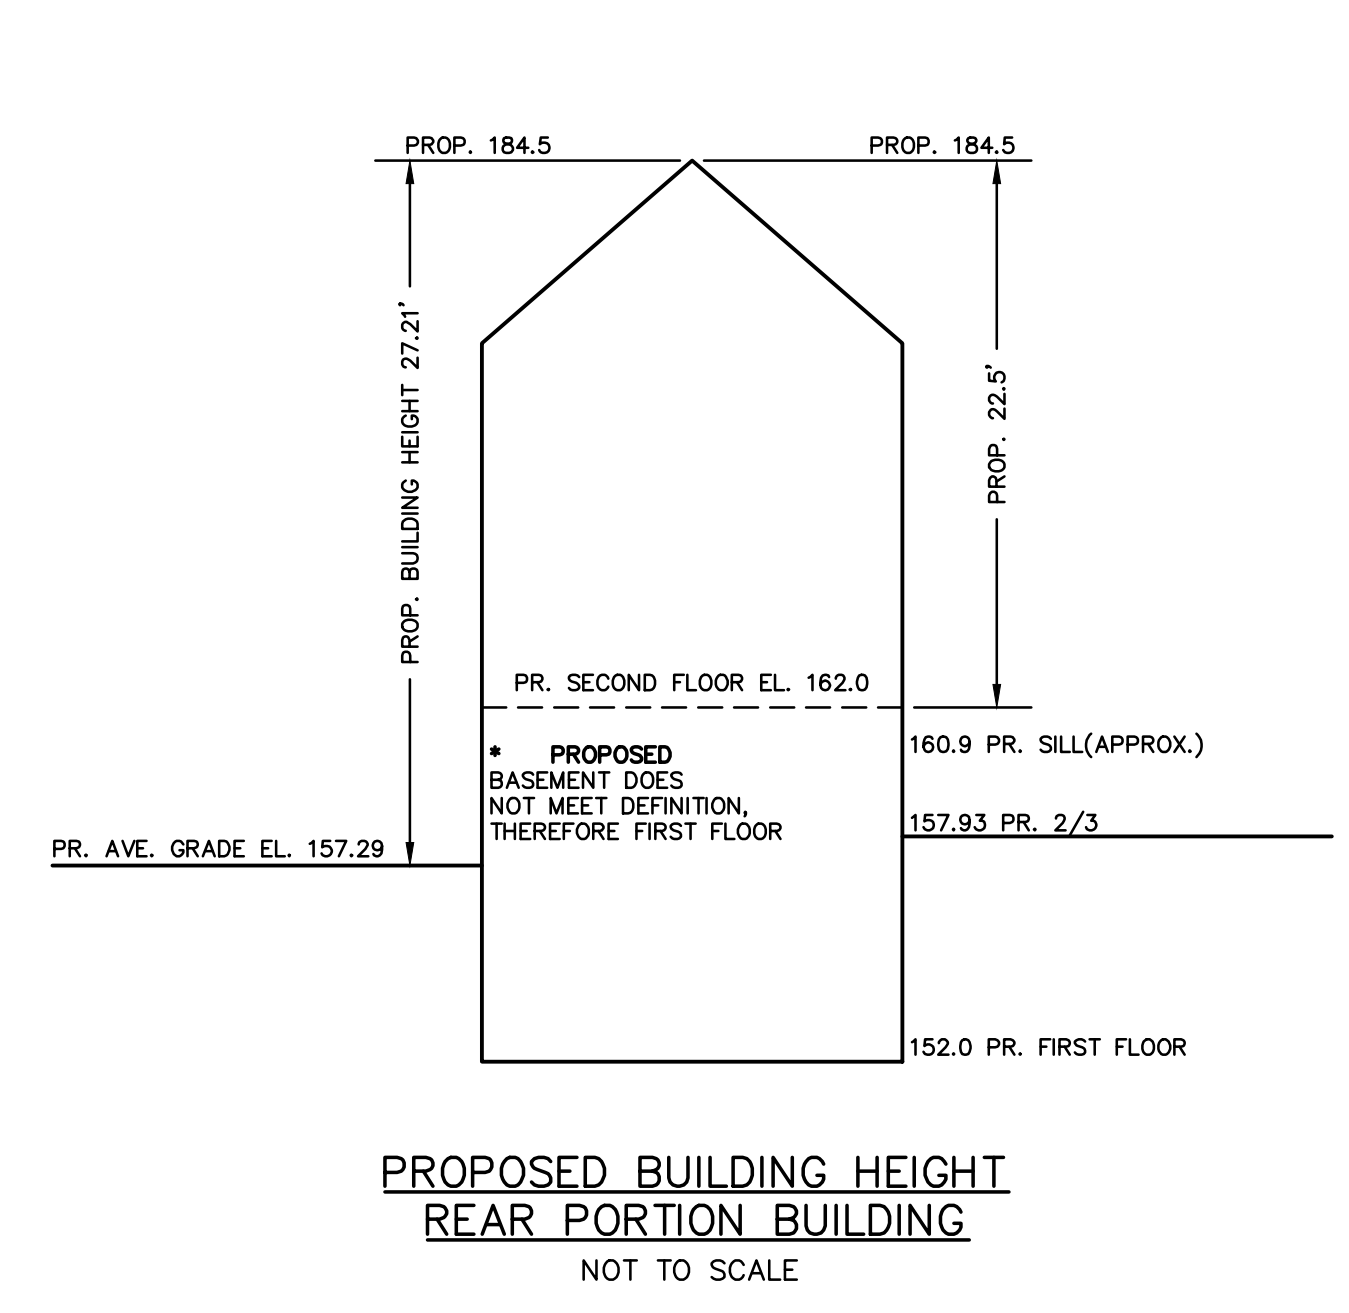 PROP. 184.5
PROP. 184.5
PROP. BUILDING HEIGHT 27.21'
PROP. 22.5'
PR. SECOND FLOOR EL. 162.0
160.9 PR. SILL(APPROX.)
* PROPOSED
BASEMENT DOES
NOT MEET DEFINITION,
THEREFORE FIRST FLOOR
157.93 PR. 2/3
PR. AVE. GRADE EL. 157.29
152.0 PR. FIRST FLOOR
PROPOSED BUILDING HEIGHT
REAR PORTION BUILDING
NOT TO SCALE